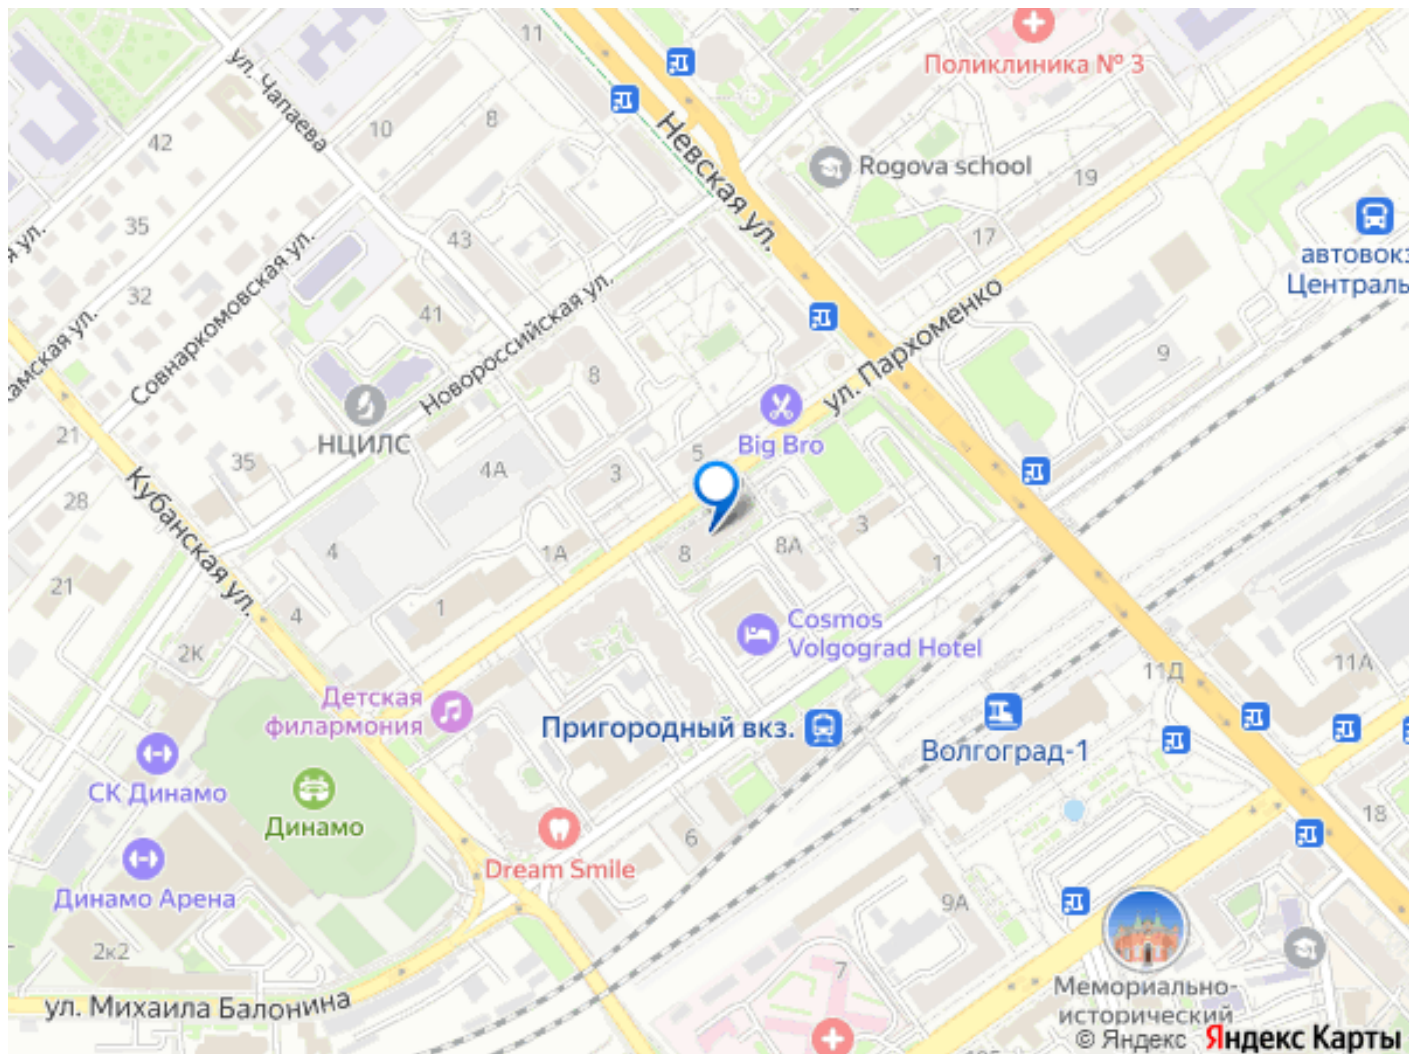 11
Поликлиника № 3
ул. Чапаева
42
10
8
Невская ул.
Rogova school
19
35
43
17
автовок
Централь
32
Совнаркомовская ул.
41
Новороссийская ул.
ул. Пархоменко
амская ул.
8
9
21
НЦИЛС
Big Bro
35
4А
3
5
28
Кубанская ул.
4
1А
8
8А
3
1
21
4
1
2К
Cosmos
Volgograd Hotel
11Д
11А
Детская
филармония
Пригородный вкз.
Волгоград-1
СК Динамо
Динамо
6
18
Dream Smile
Динамо Арена
9А
2к2
7
ул. Михаила Балонина
Мемориально-
исторический
© Яндекс Яндекс Карты